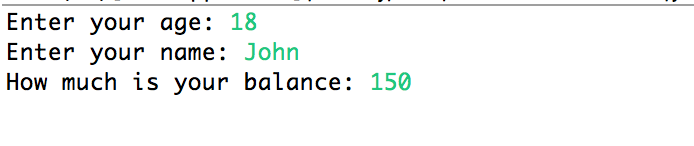 Enter your age: 18
Enter your name: John
How much is your balance: 150